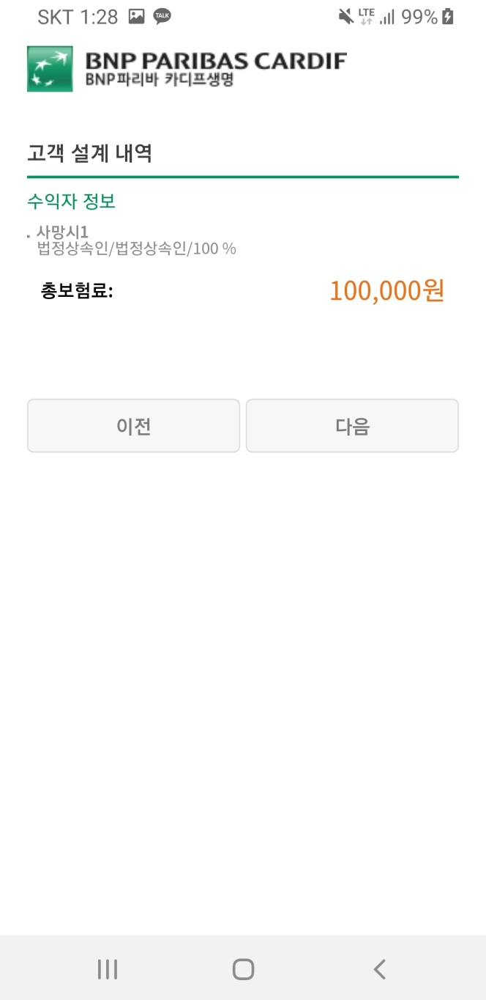 SKT 1:28 TALK LTE 99%
BNP PARIBAS CARDIF
BNP파리바 카디프생명
고객 설계 내역
수익자 정보
. 사망시1
법정상속인/법정상속인/100 %
총보험료: 100,000원
이전 다음